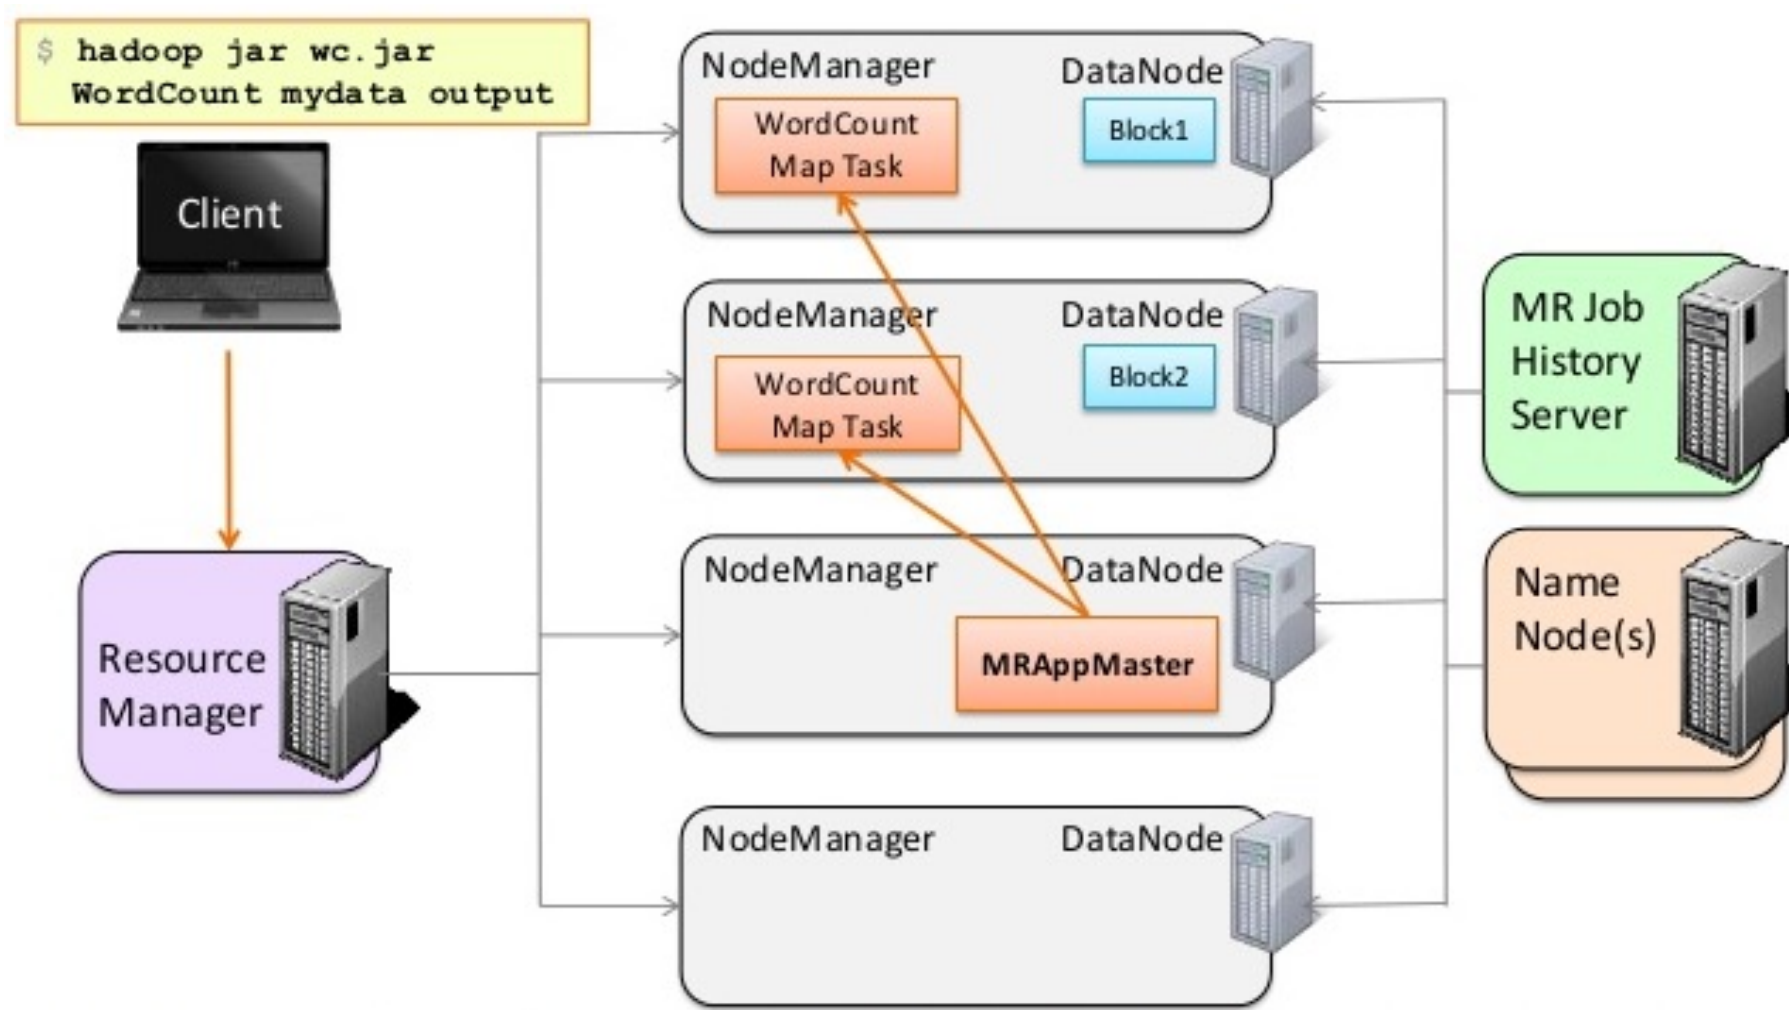 $ hadoop jar wc.jar
WordCount mydata output
Client
Resource
Manager
NodeManager
DataNode
WordCount
Map Task
Block1
NodeManager
DataNode
WordCount
Map Task
Block2
NodeManager
DataNode
MRAppMaster
NodeManager
DataNode
MR Job
History
Server
Name
Node(s)